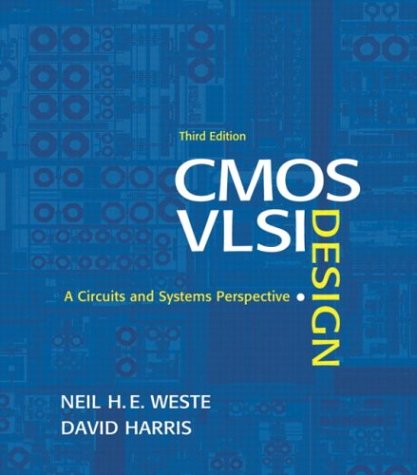 Third Edition
CMOS
VLSI
DESIGN
A Circuits and Systems Perspective •
NEIL H. E. WESTE
DAVID HARRIS